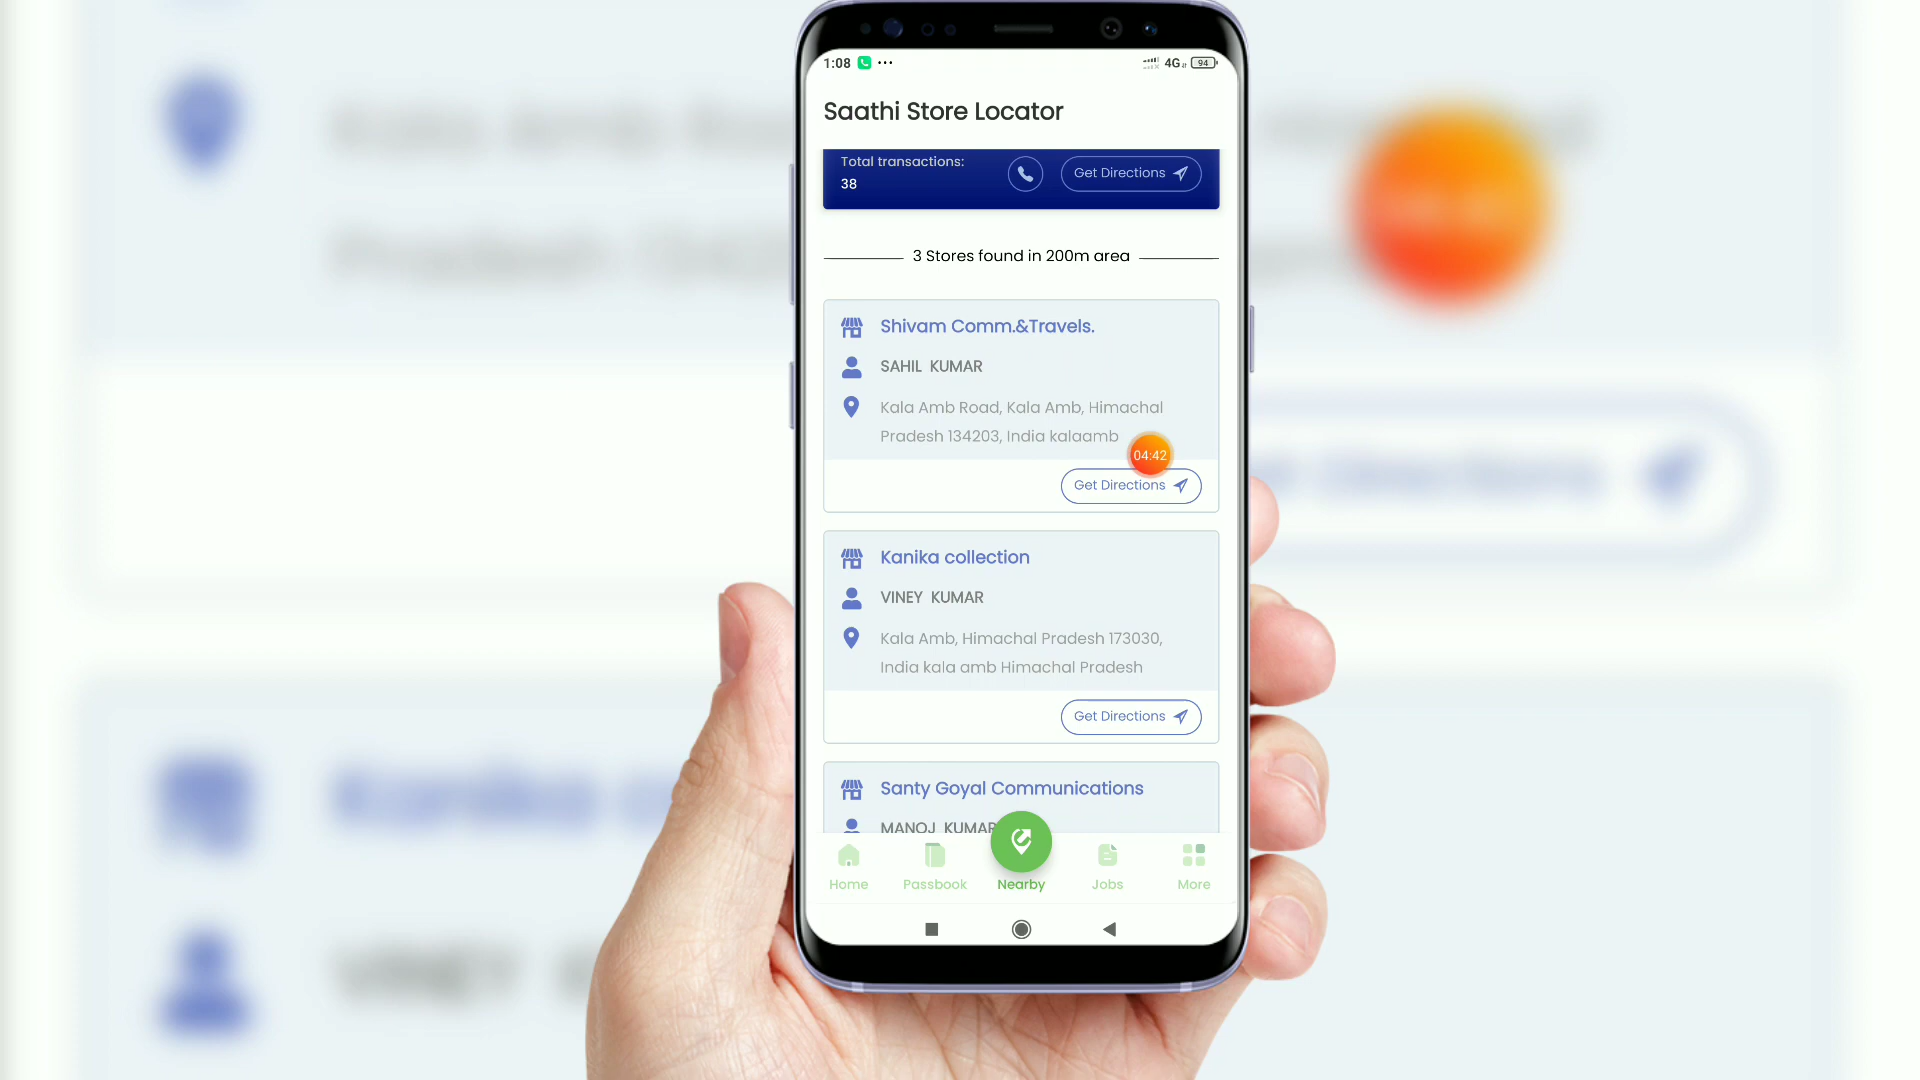 1:08
4G 94
Saathi Store Locator
Total transactions:
38
Get Directions
3 Stores found in 200m area
Shivam Comm.&Travels.
SAHIL KUMAR
Kala Amb Road, Kala Amb, Himachal
Pradesh 134203, India kalaamb
04:42
Get Directions
Kanika collection
VINEY KUMAR
Kala Amb, Himachal Pradesh 173030,
India kala amb Himachal Pradesh
Get Directions
Santy Goyal Communications
MANOJ KUMAR
Home
Passbook
Nearby
Jobs
More